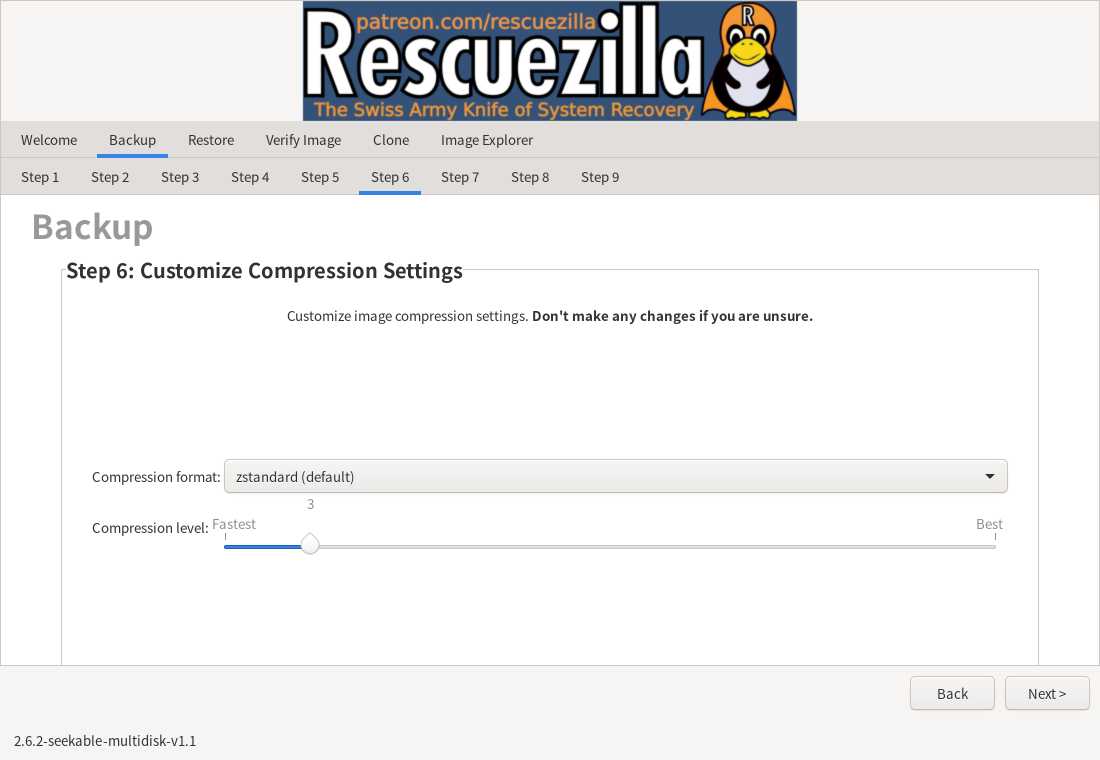 patreon.com/rescuezilla
R
Rescuezilla
The Swiss Army Knife of System Recovery
Welcome Backup Restore Verify Image Clone Image Explorer
Step 1 Step 2 Step 3 Step 4 Step 5 Step 6 Step 7 Step 8 Step 9
Backup
Step 6: Customize Compression Settings
Customize image compression settings. Don't make any changes if you are unsure.
Compression format: zstandard (default)
3
Compression level: Fastest Best
Back Next >
2.6.2-seekable-multidisk-v1.1